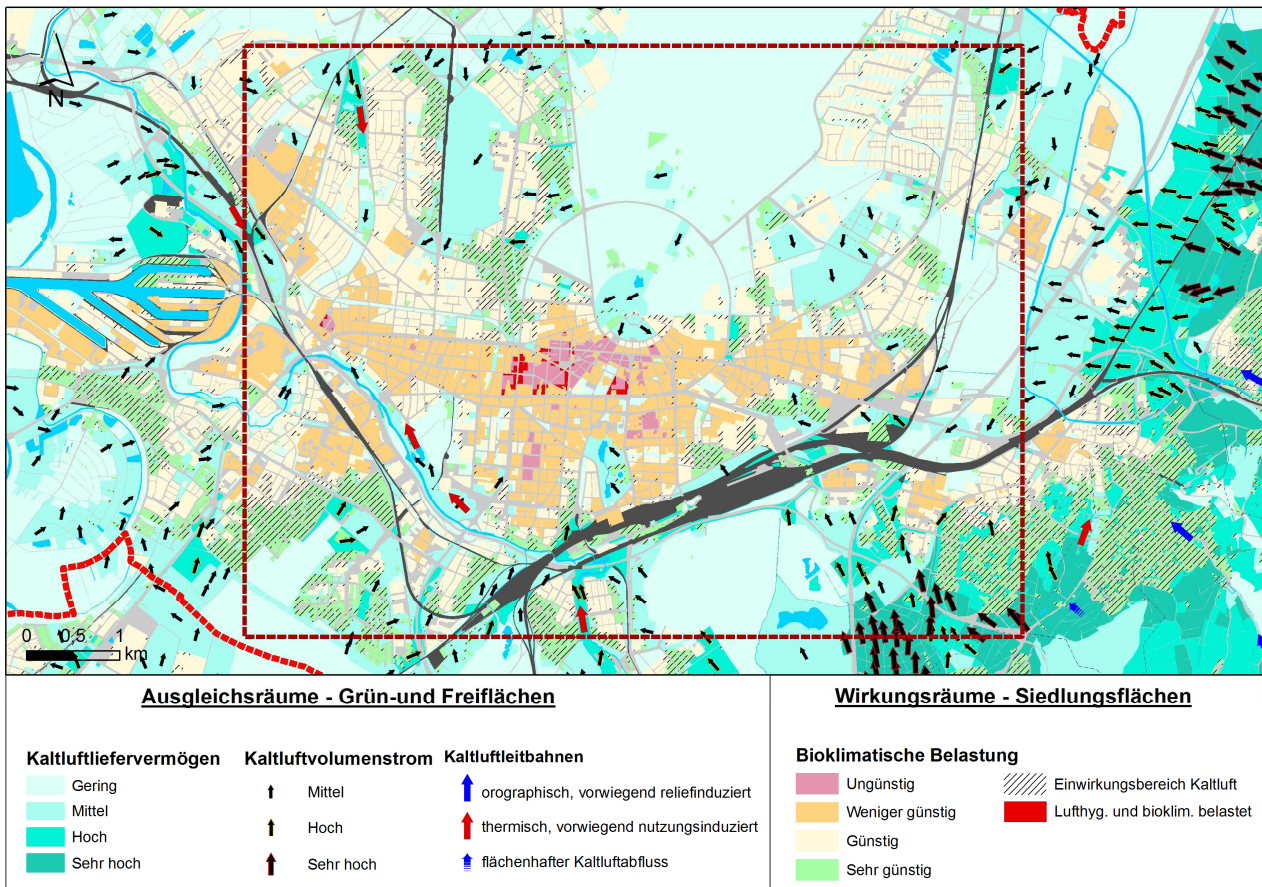 N
0 0,5 1
km
Ausgleichsräume - Grün-und Freiflächen
Kaltluftliefervermögen
Gering
Mittel
Hoch
Sehr hoch
Kaltluftvolumenstrom
Mittel
Hoch
Sehr hoch
Kaltluftleitbahnen
orographisch, vorwiegend reliefinduziert
thermisch, vorwiegend nutzungsinduziert
flächenhafter Kaltluftabfluss
Wirkungsräume - Siedlungsflächen
Bioklimatische Belastung
Ungünstig
Weniger günstig
Günstig
Sehr günstig
Einwirkungsbereich Kaltluft
Lufthyg. und bioklim. belastet